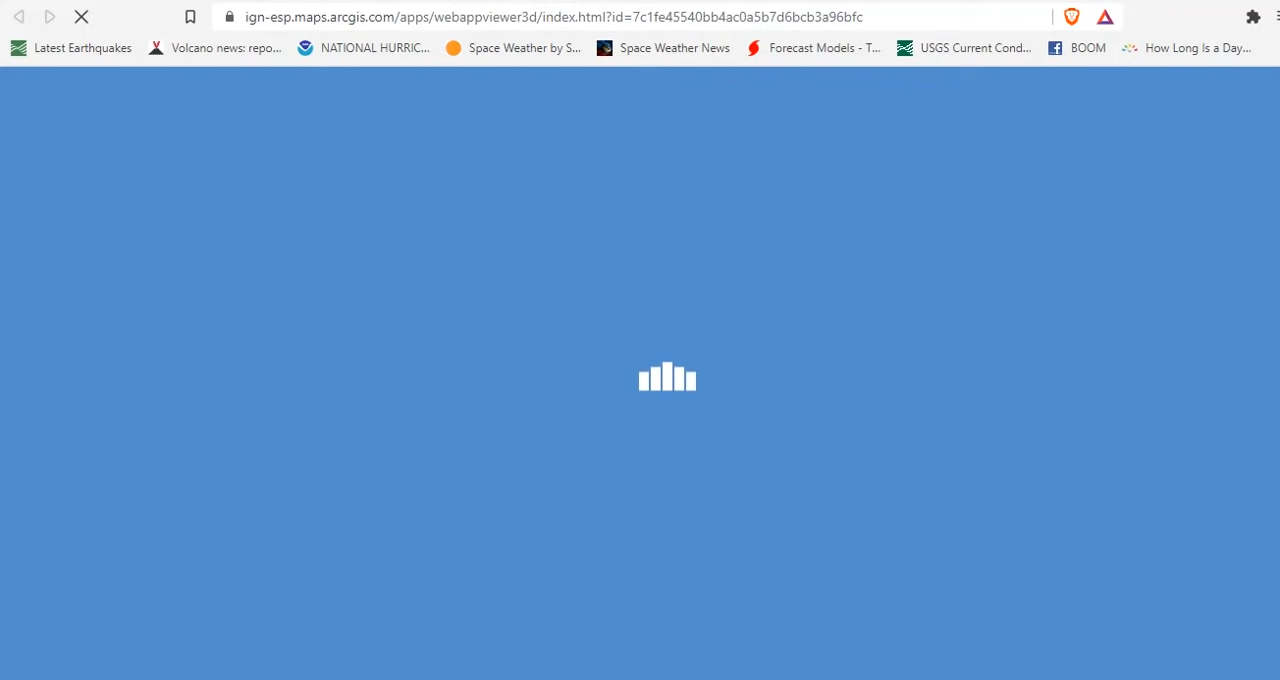 ign-esp.maps.arcgis.com/apps/webappviewer3d/index.html?id=7c1fe45540bb4ac0a5b7d6bcb3a96bfc
Latest Earthquakes Volcano news: repo... NATIONAL HURRIC... Space Weather by S... Space Weather News Forecast Models - T... USGS Current Cond... BOOM How Long Is a Day...